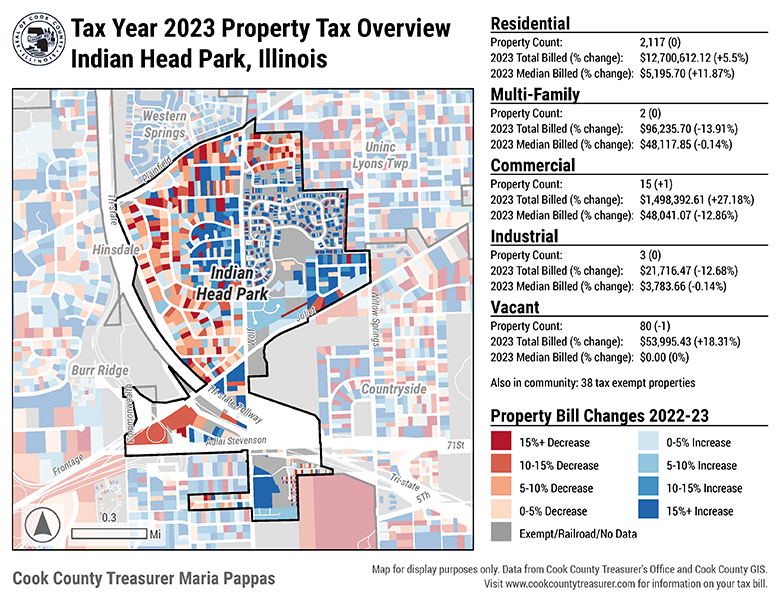 SEAL OF COOK COUNTY
ILLINOIS
Tax Year 2023 Property Tax Overview
Indian Head Park, Illinois
Western
Springs
Uninc
Lyons Twp
Plainfield
Tri-state
Hinsdale
Indian
Head Park
Joliet
Willow Springs
Wolf
Burr Ridge
Countryside
Commonwealth
Tri-state Tollway
Adlai Stevenson
71St
Frontage
Tri-state
5Th
0.3
Mi
Residential
Property Count: 2,117 (0)
2023 Total Billed (% change): $12,700,612.12 (+5.5%)
2023 Median Billed (% change): $5,195.70 (+11.87%)
Multi-Family
Property Count: 2 (0)
2023 Total Billed (% change): $96,235.70 (-13.91%)
2023 Median Billed (% change): $48,117.85 (-0.14%)
Commercial
Property Count: 15 (+1)
2023 Total Billed (% change): $1,498,392.61 (+27.18%)
2023 Median Billed (% change): $48,041.07 (-12.86%)
Industrial
Property Count: 3 (0)
2023 Total Billed (% change): $21,716.47 (-12.68%)
2023 Median Billed (% change): $3,783.66 (-0.14%)
Vacant
Property Count: 80 (-1)
2023 Total Billed (% change): $53,995.43 (+18.31%)
2023 Median Billed (% change): $0.00 (0%)
Also in community: 38 tax exempt properties
Property Bill Changes 2022-23
15%+ Decrease
10-15% Decrease
5-10% Decrease
0-5% Decrease
0-5% Increase
5-10% Increase
10-15% Increase
15%+ Increase
Exempt/Railroad/No Data
Cook County Treasurer Maria Pappas
Map for display purposes only. Data from Cook County Treasurer's Office and Cook County GIS.
Visit www.cookcountytreasurer.com for information on your tax bill.